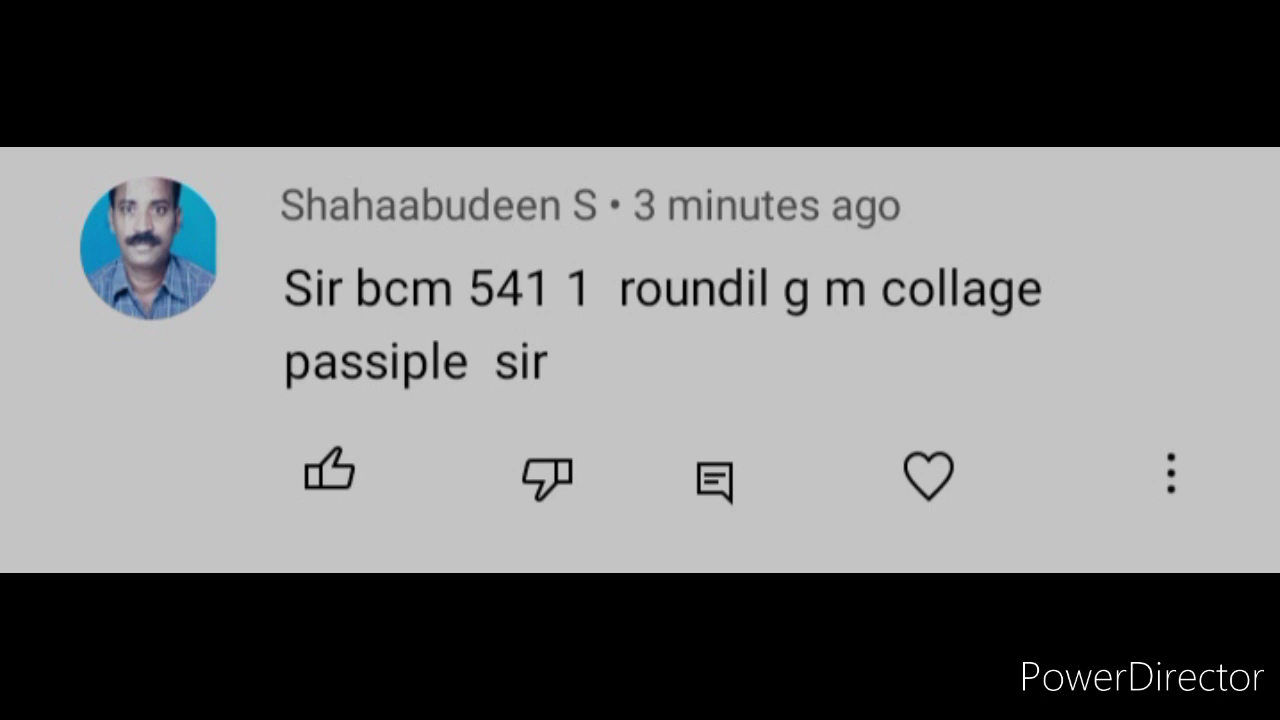 Shahaabudeen S • 3 minutes ago
Sir bcm 541 1 roundil g m collage
passiple sir
PowerDirector